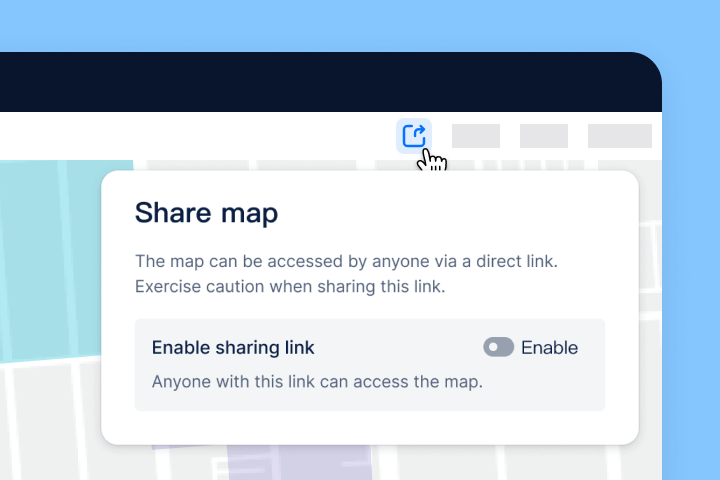 Share map
The map can be accessed by anyone via a direct link.
Exercise caution when sharing this link.
Enable sharing link
Enable
Anyone with this link can access the map.